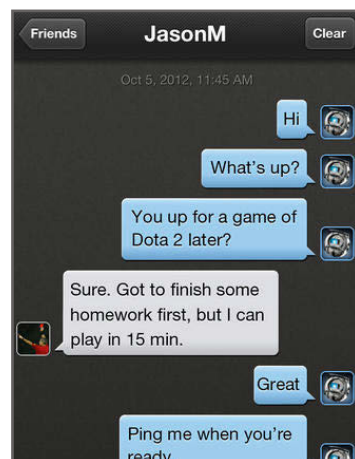 Friends
JasonM
Clear
Oct 5, 2012, 11:45 AM
Hi
What's up?
You up for a game of
Dota 2 later?
Sure. Got to finish some
homework first, but I can
play in 15 min.
Great
Ping me when you're
ready